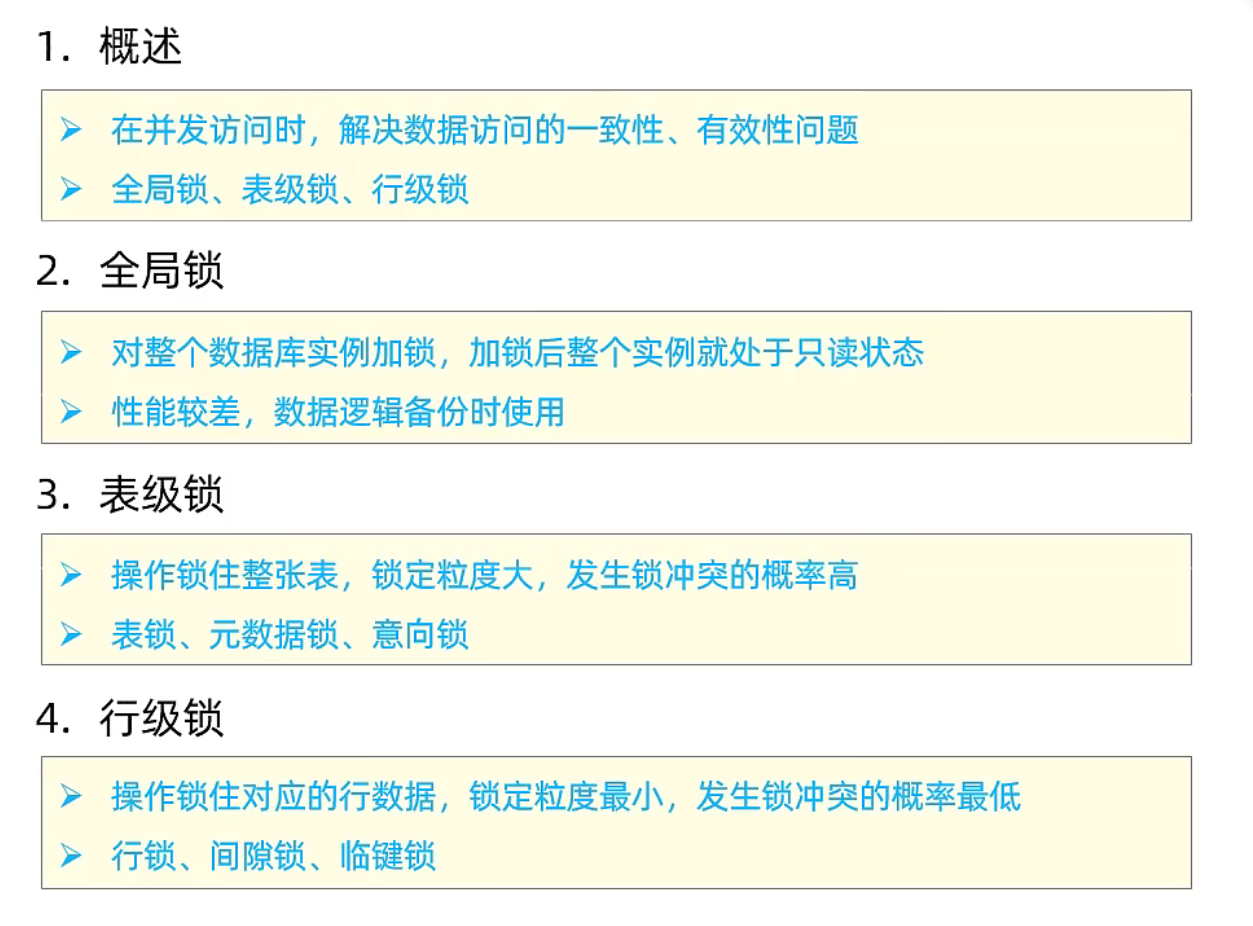 1. 概述
➢ 在并发访问时，解决数据访问的一致性、有效性问题
➢ 全局锁、表级锁、行级锁
2. 全局锁
➢ 对整个数据库实例加锁，加锁后整个实例就处于只读状态
➢ 性能较差，数据逻辑备份时使用
3. 表级锁
➢ 操作锁住整张表，锁定粒度大，发生锁冲突的概率高
➢ 表锁、元数据锁、意向锁
4. 行级锁
➢ 操作锁住对应的行数据，锁定粒度最小，发生锁冲突的概率最低
➢ 行锁、间隙锁、临键锁